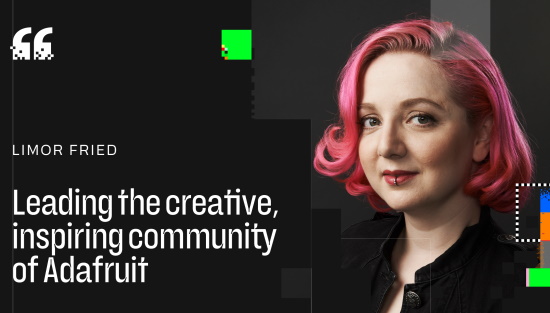 LIMOR FRIED
Leading the creative,
inspiring community
of Adafruit